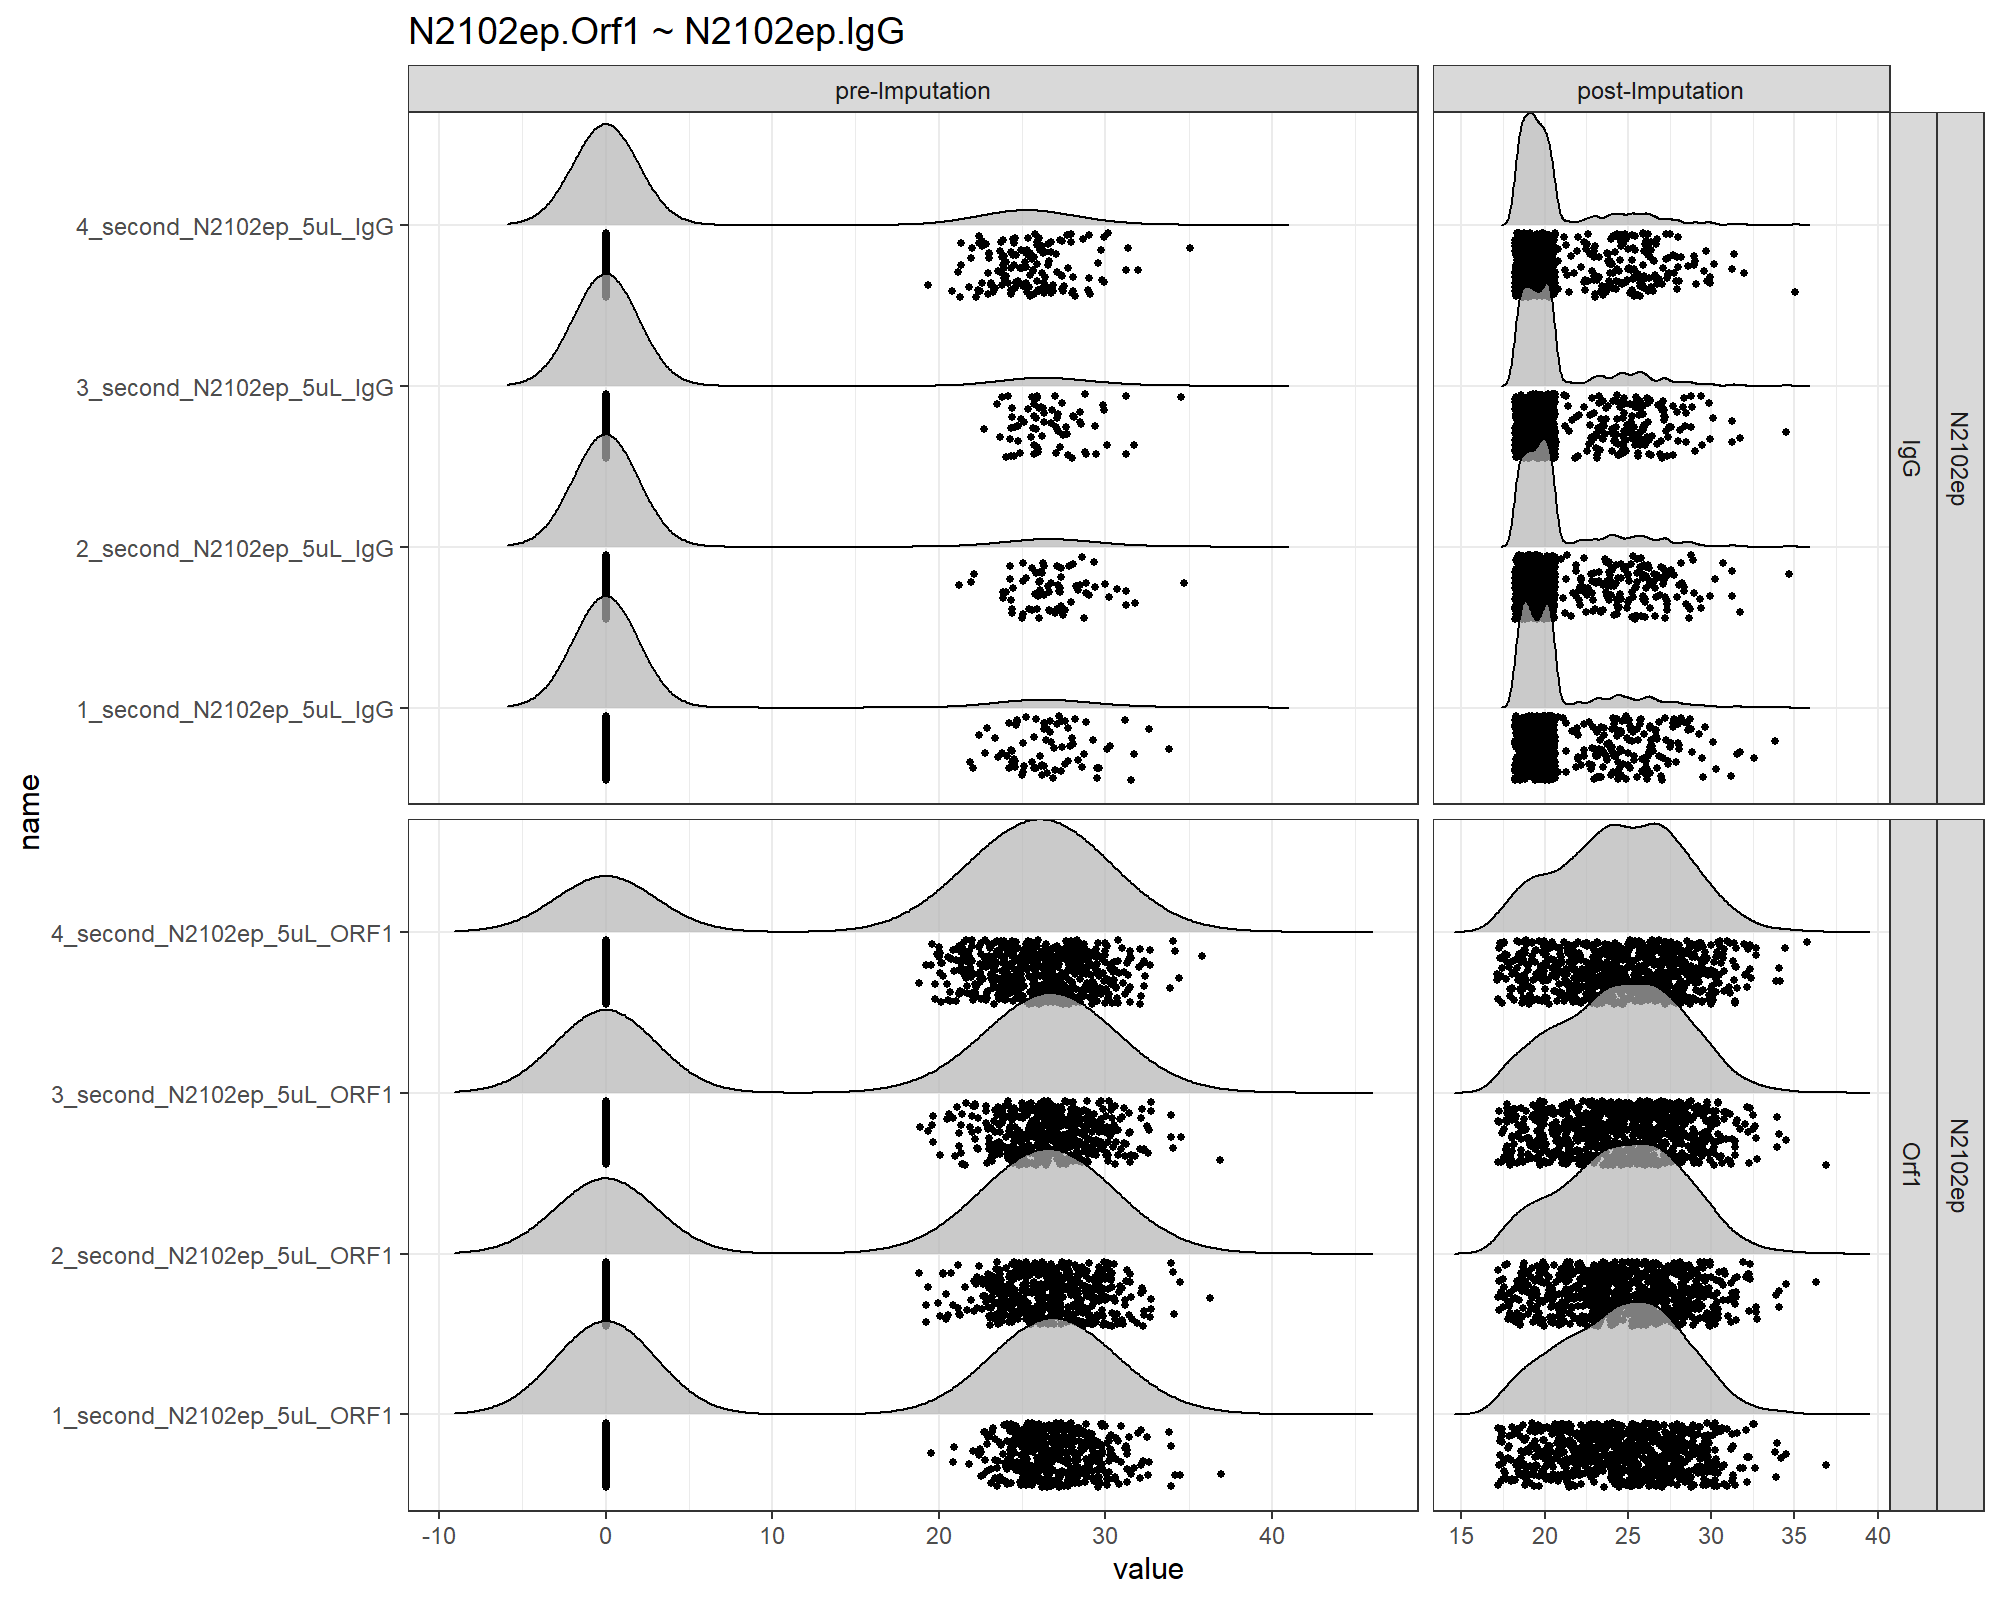 N2102ep.Orf1 ~ N2102ep.IgG
pre-Imputation
post-Imputation
4_second_N2102ep_5uL_IgG
3_second_N2102ep_5uL_IgG
2_second_N2102ep_5uL_IgG
1_second_N2102ep_5uL_IgG
IgG
N2102ep
name
4_second_N2102ep_5uL_ORF1
3_second_N2102ep_5uL_ORF1
2_second_N2102ep_5uL_ORF1
1_second_N2102ep_5uL_ORF1
Orf1
N2102ep
-10 0 10 20 30 40
15 20 25 30 35 40
value